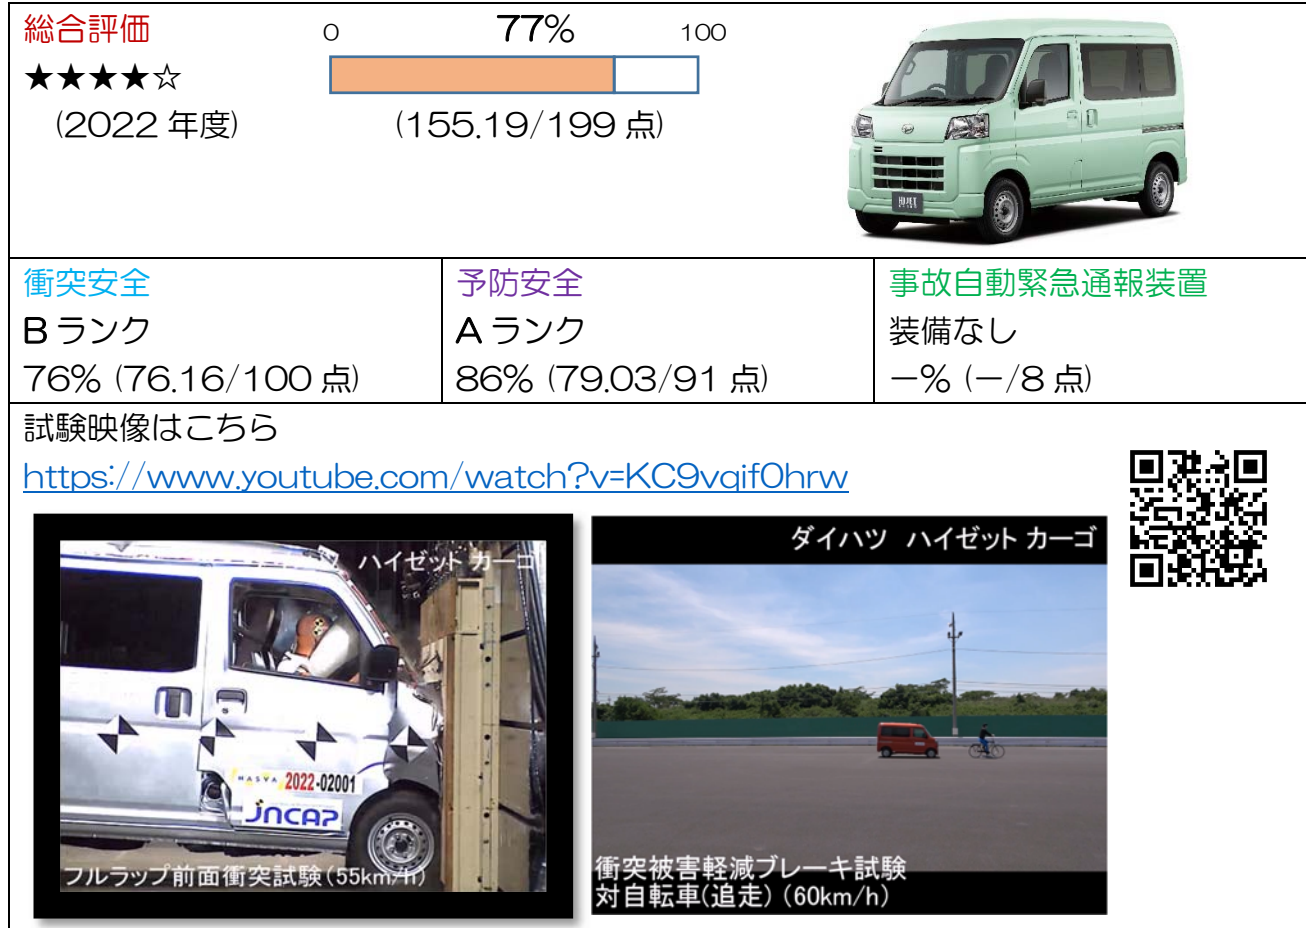 総合評価
0 77% 100
★★★★☆
(2022年度)
(155.19/199点)
衝突安全
Bランク
76% (76.16/100点)
予防安全
Aランク
86% (79.03/91点)
事故自動緊急通報装置
装備なし
−% (−/8点)
試験映像はこちら
https://www.youtube.com/watch?v=KC9vqif0hrw
ハイゼット カーゴ
MASYA 2022-02001
JNCAP
フルラップ前面衝突試験(55km/h)
ダイハツ ハイゼット カーゴ
衝突被害軽減ブレーキ試験
対自転車(追走) (60km/h)